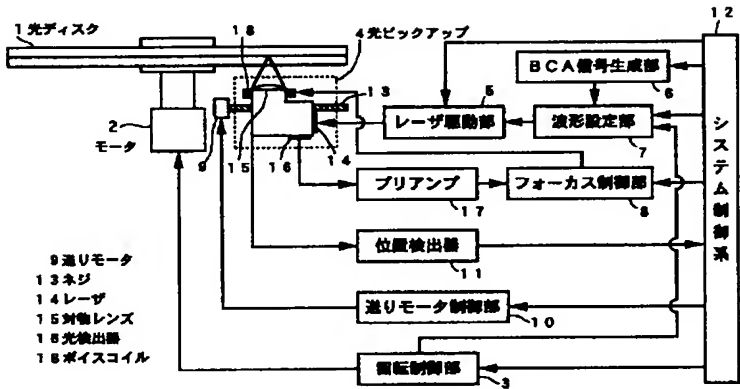 1光ディスク
18
4光ピックアップ
13
12
2
モータ
9
15
16
14
レーザ駆動部
5
BCA信号生成部
6
波形設定部
7
プリアンプ
17
フォーカス制御部
8
位置検出器
11
送りモータ制御部
10
回転制御部
3
システム制御系
9送りモータ
13ネジ
14レーザ
15対物レンズ
16光検出器
18ボイスコイル